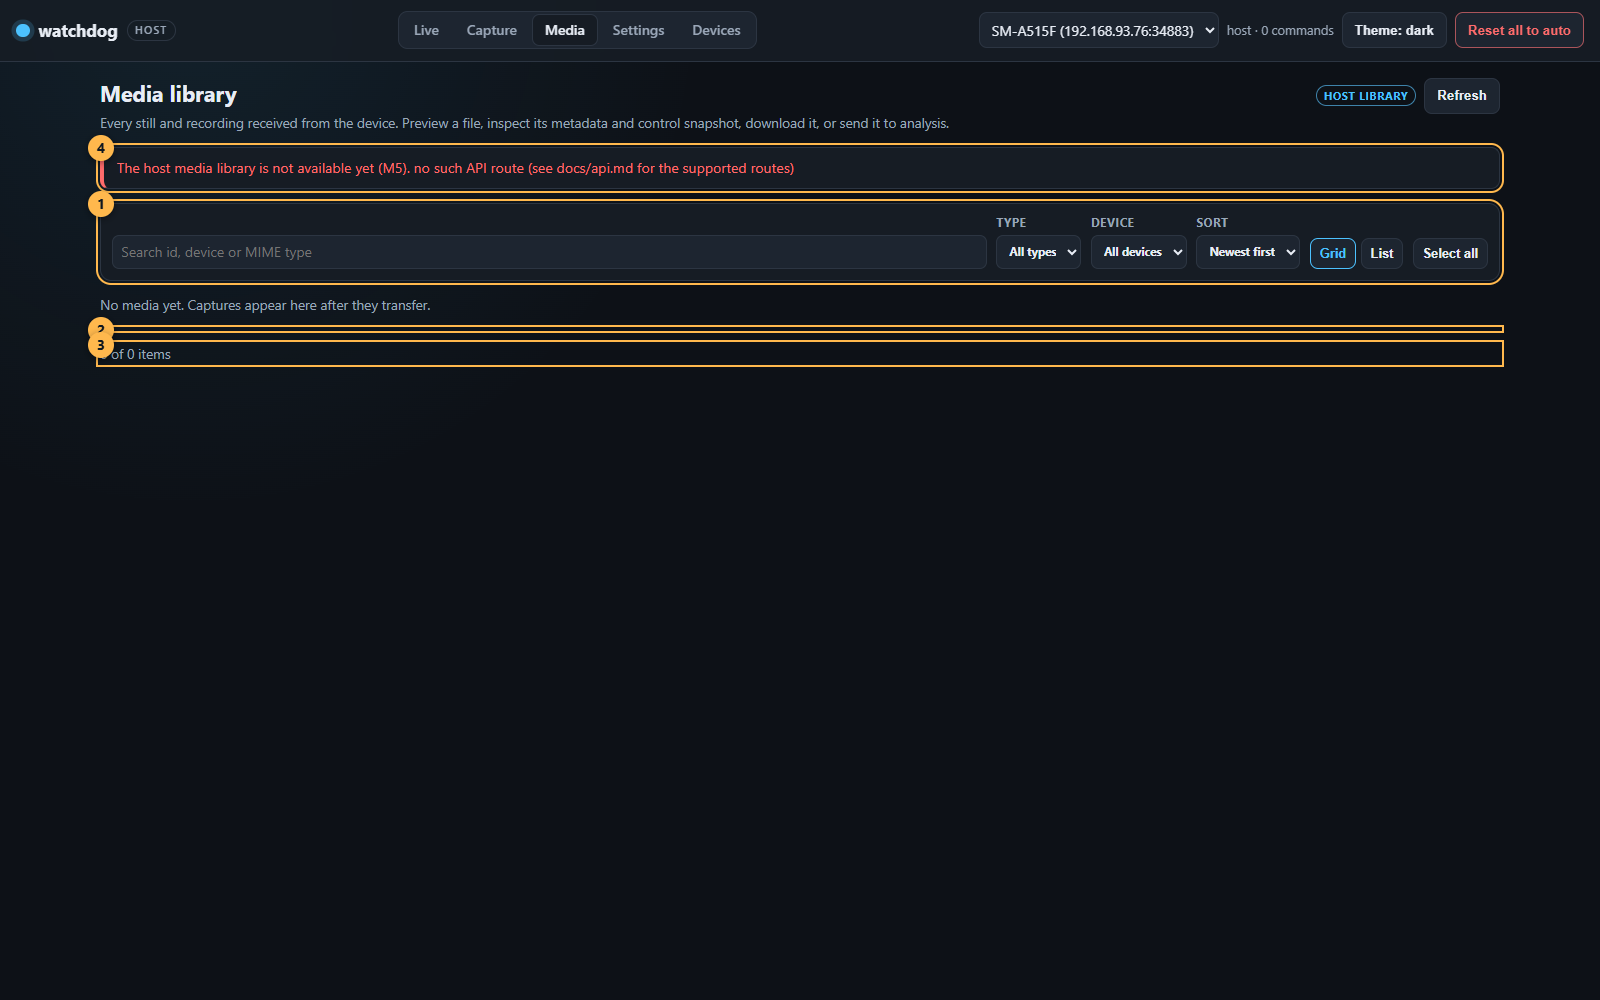 watchdog HOST Live Capture Media Settings Devices SM-A515F (192.168.93.76:34883) host · 0 commands Theme: dark Reset all to auto
Media library HOST LIBRARY Refresh
Every still and recording received from the device. Preview a file, inspect its metadata and control snapshot, download it, or send it to analysis.
4
The host media library is not available yet (M5). no such API route (see docs/api.md for the supported routes)
1
TYPE DEVICE SORT
Search id, device or MIME type All types All devices Newest first Grid List Select all
No media yet. Captures appear here after they transfer.
2
3
of 0 items